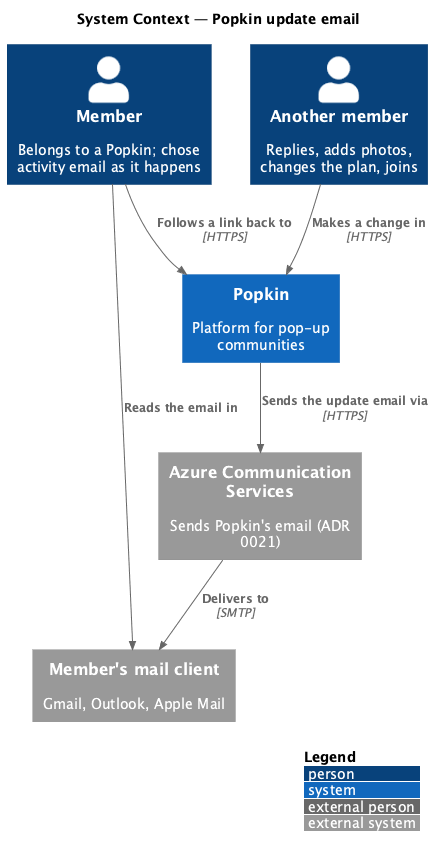 System Context — Popkin update email
Member
Belongs to a Popkin; chose
activity email as it happens
Another member
Replies, adds photos,
changes the plan, joins
Follows a link back to
[HTTPS]
Makes a change in
[HTTPS]
Popkin
Platform for pop-up
communities
Reads the email in
Sends the update email via
[HTTPS]
Azure Communication
Services
Sends Popkin's email (ADR
0021)
Delivers to
[SMTP]
Member's mail client
Gmail, Outlook, Apple Mail
Legend
person
system
external person
external system